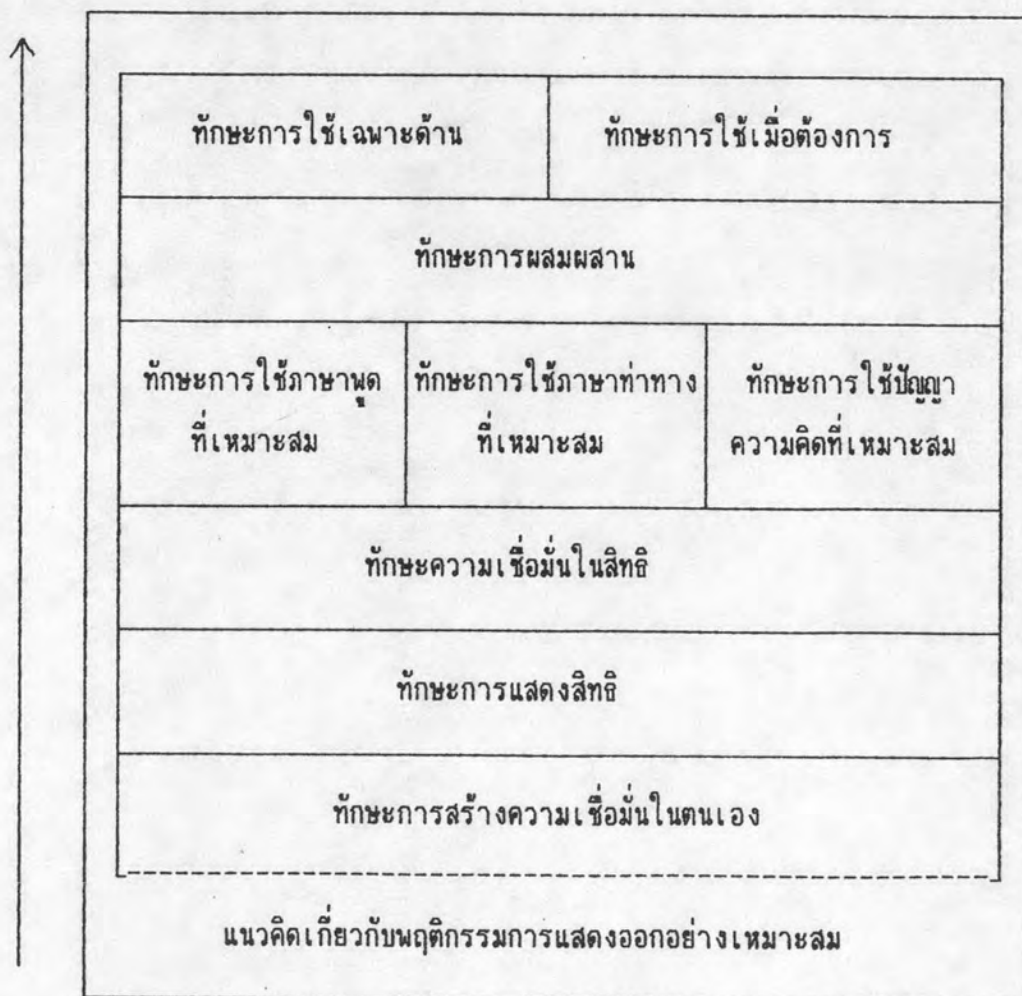 ทักษะการใช้เฉพาะด้าน
ทักษะการใช้เมื่อต้องการ
ทักษะการผสมผสาน
ทักษะการใช้ภาษาพูด
ที่เหมาะสม
ทักษะการใช้ภาษาท่าทาง
ที่เหมาะสม
ทักษะการใช้ปัญญา
ความคิดที่เหมาะสม
ทักษะความเชื่อมั่นในสิทธิ
ทักษะการแสดงสิทธิ
ทักษะการสร้างความเชื่อมั่นในตนเอง
แนวคิดเกี่ยวกับพฤติกรรมการแสดงออกอย่างเหมาะสม